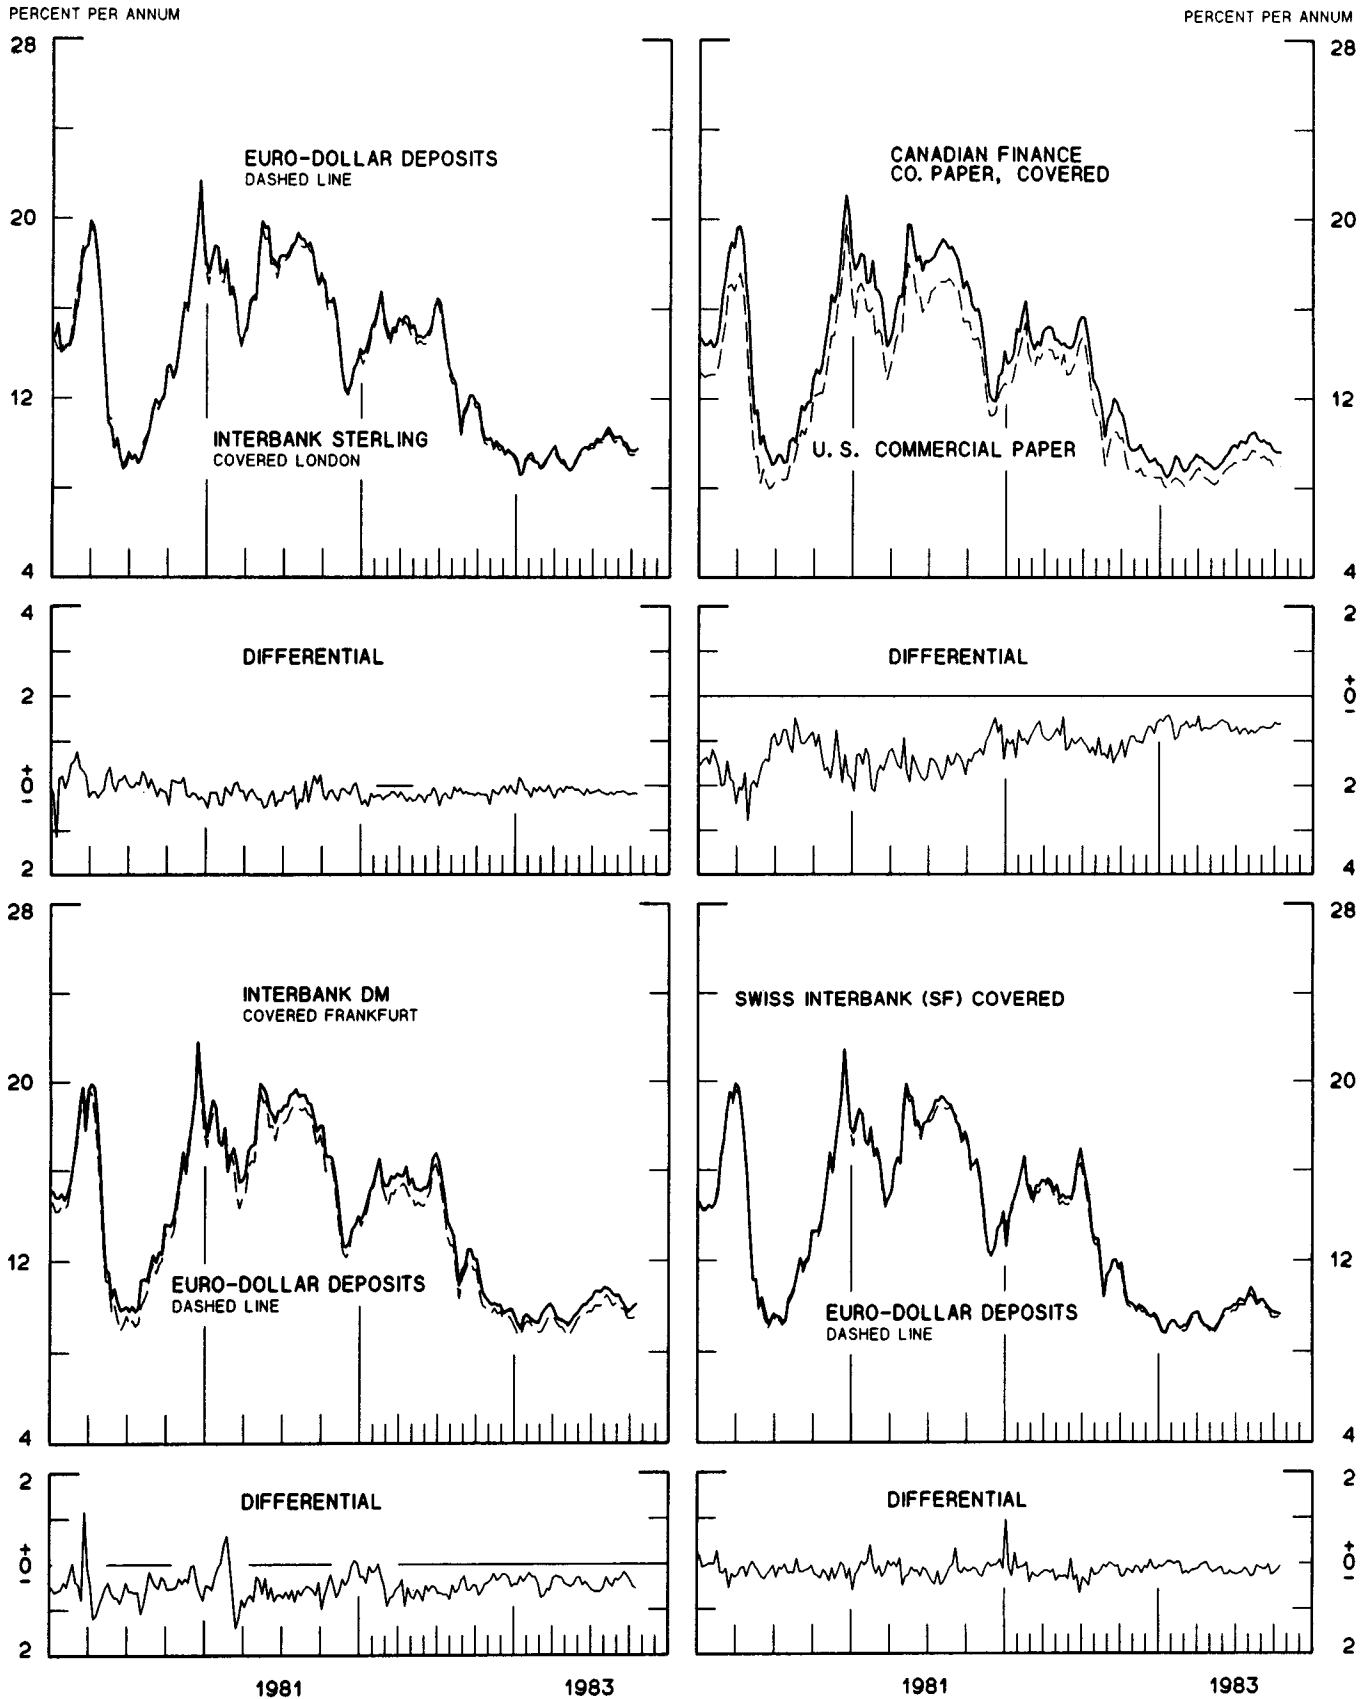 PERCENT PER ANNUM
PERCENT PER ANNUM
28
20
12
4
EURO-DOLLAR DEPOSITS
DASHED LINE
INTERBANK STERLING
COVERED LONDON
28
20
12
4
CANADIAN FINANCE
CO. PAPER, COVERED
U. S. COMMERCIAL PAPER
4
2
+
0
-
2
DIFFERENTIAL
2
+
0
-
2
4
DIFFERENTIAL
28
20
12
4
INTERBANK DM
COVERED FRANKFURT
EURO-DOLLAR DEPOSITS
DASHED LINE
28
20
12
4
SWISS INTERBANK (SF) COVERED
EURO-DOLLAR DEPOSITS
DASHED LINE
2
+
0
-
2
DIFFERENTIAL
2
+
0
-
2
DIFFERENTIAL
1981
1983
1981
1983